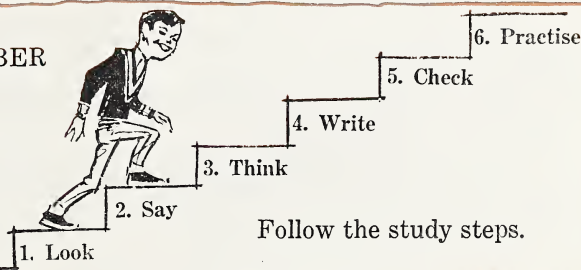 BER
1. Look
2. Say
3. Think
4. Write
5. Check
6. Practise
Follow the study steps.